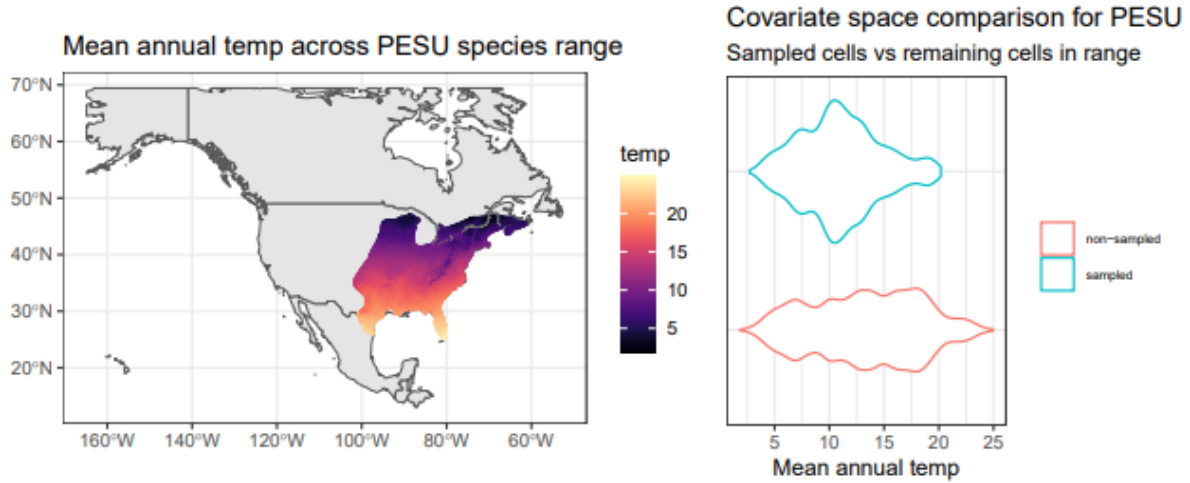 Mean annual temp across PESU species range
70°N
60°N
50°N
40°N
30°N
20°N
160°W
140°W
120°W
100°W
80°W
60°W
temp
20
15
10
5
Covariate space comparison for PESU
Sampled cells vs remaining cells in range
5
10
15
20
25
Mean annual temp
non-sampled
sampled